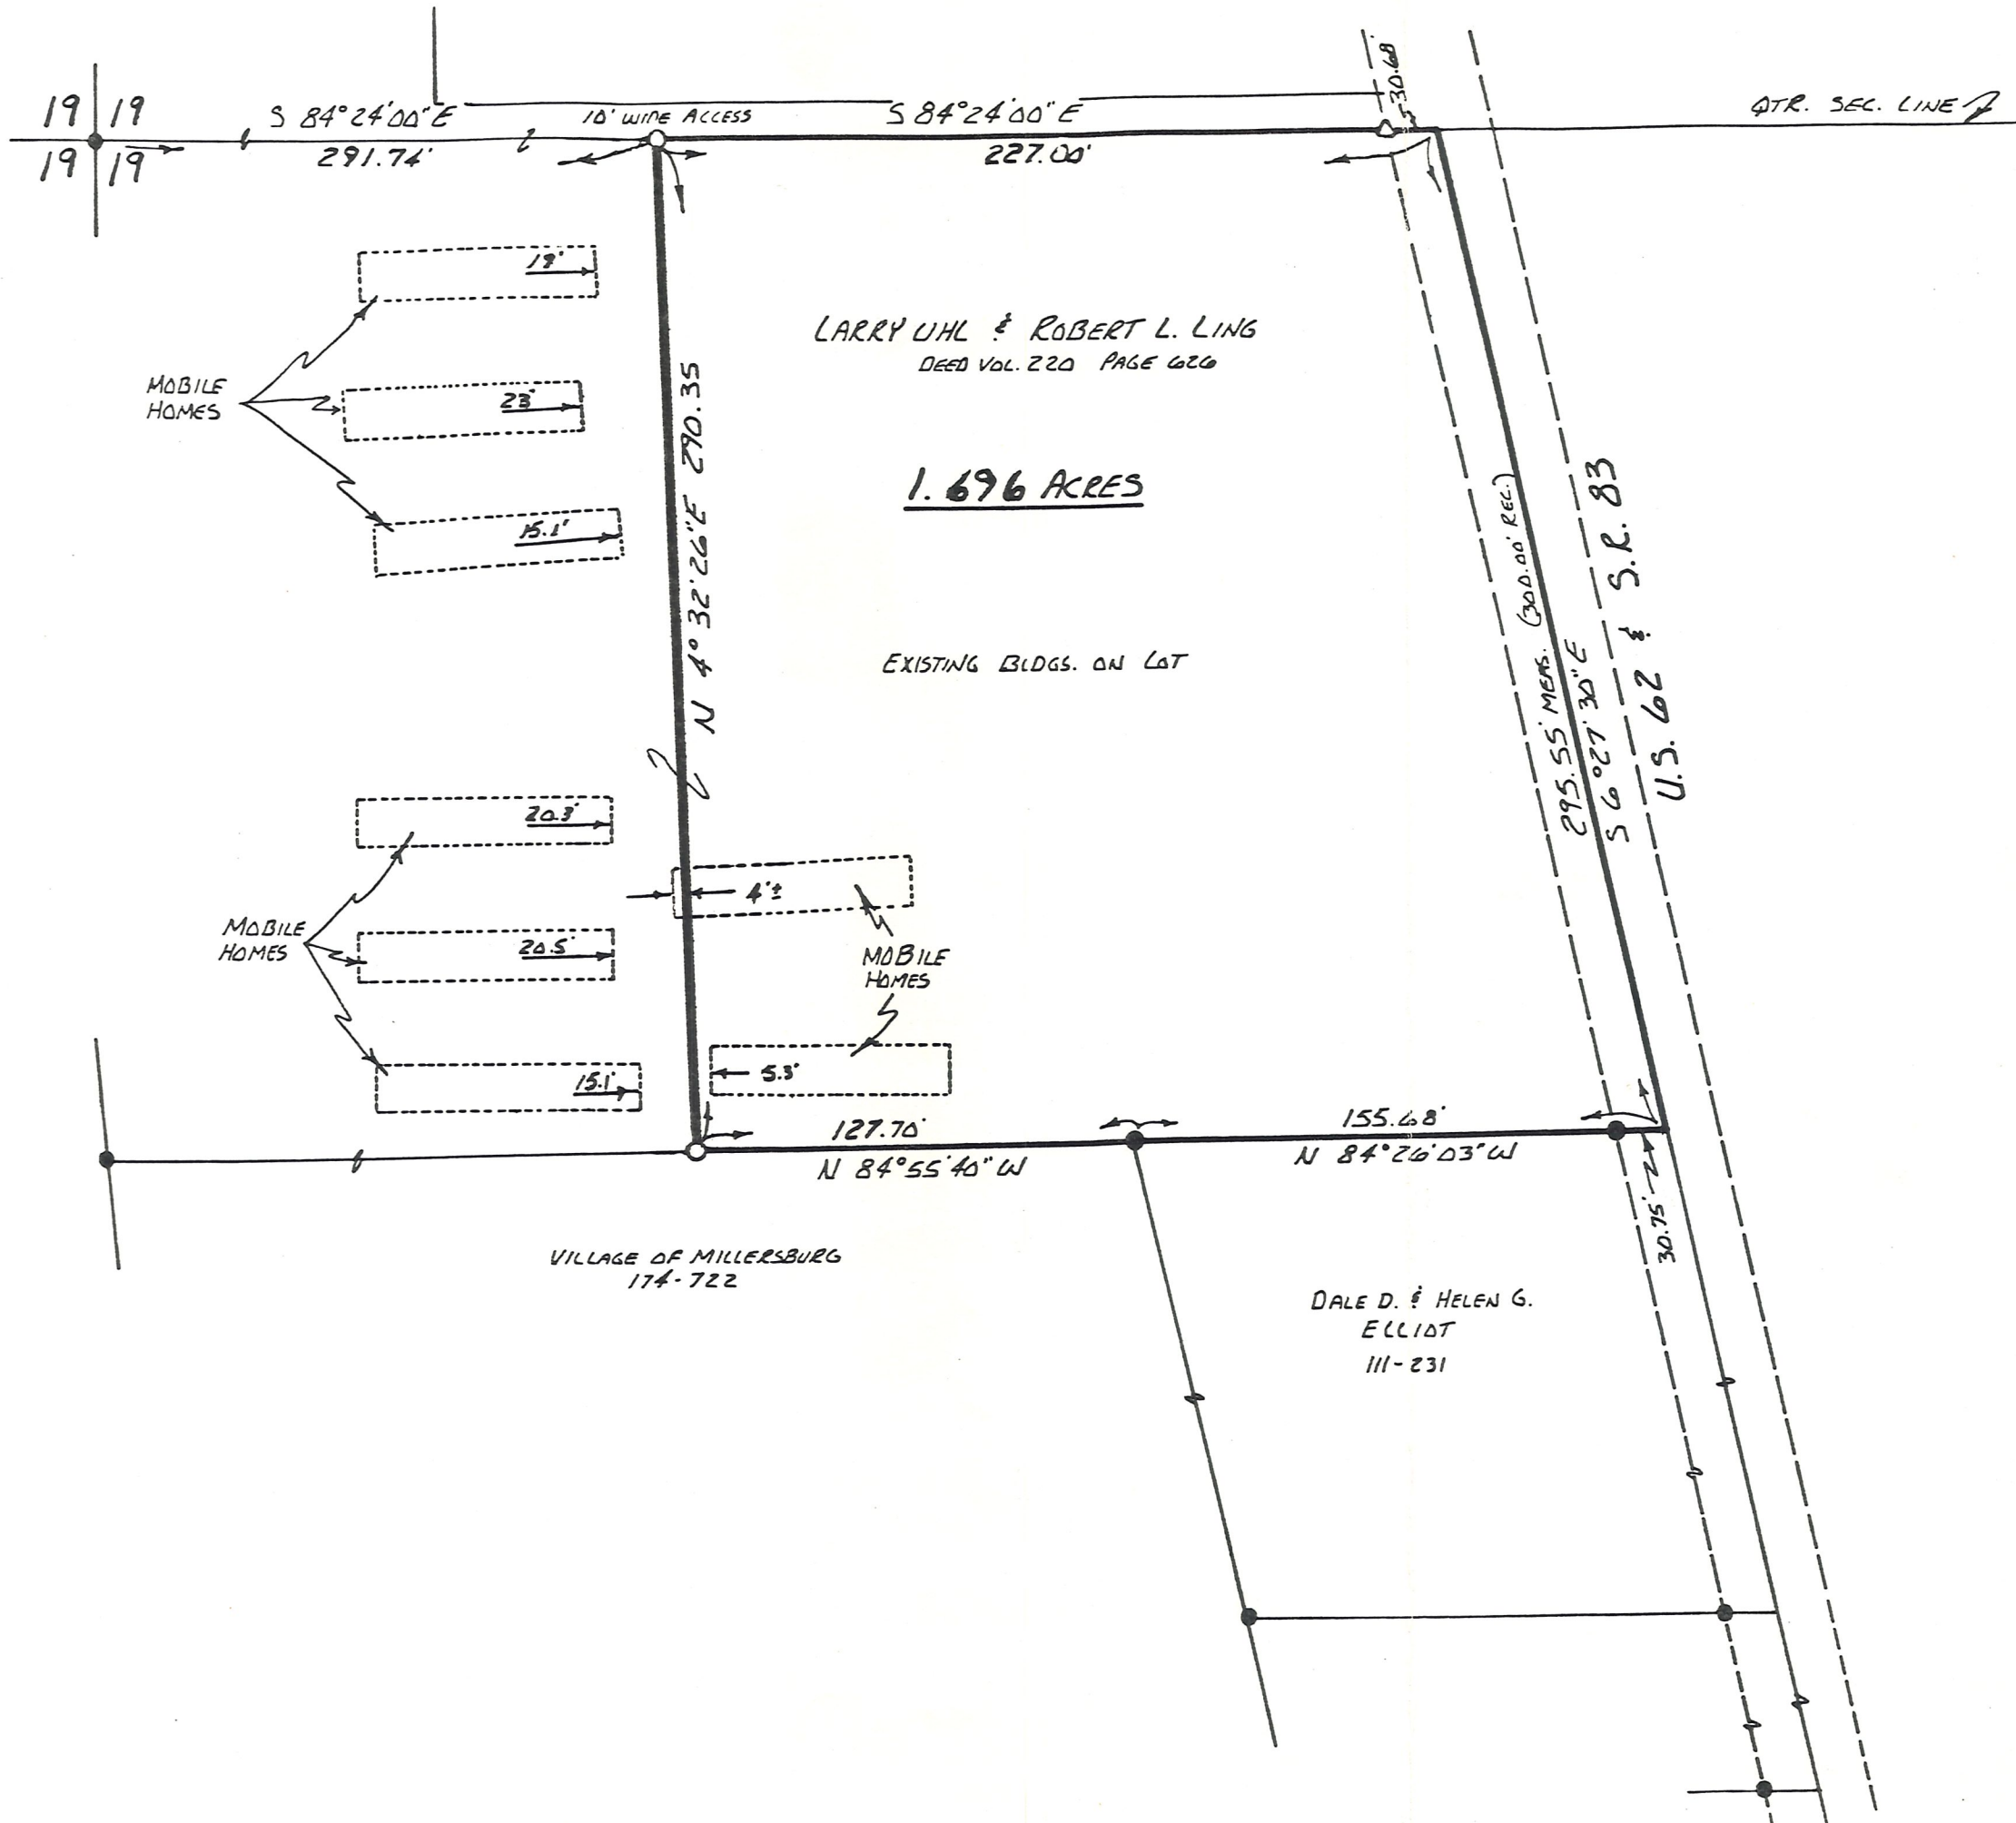 19 19
19 19
S 84°24'00" E
291.74'
10' WIDE ACCESS
S 84°24'00" E
227.00'
30.68'
QTR. SEC. LINE
19'
23'
15.1'
MOBILE
HOMES
N 4°32'26"E 290.35
LARRY UHL & ROBERT L. LING
DEED VOL. 220 PAGE 626
1.696 ACRES
EXISTING BLDGS. ON LOT
295.55' MEAS. (300.00' REC.)
S 6°27'30"E
U.S. 62 & S.R. 83
20.3'
20.5'
15.1'
MOBILE
HOMES
4'±
MOBILE
HOMES
5.3'
127.70'
N 84°55'40" W
155.68'
N 84°26'03" W
30.75'
VILLAGE OF MILLERSBURG
174-722
DALE D. & HELEN G.
ELLIOT
111-231